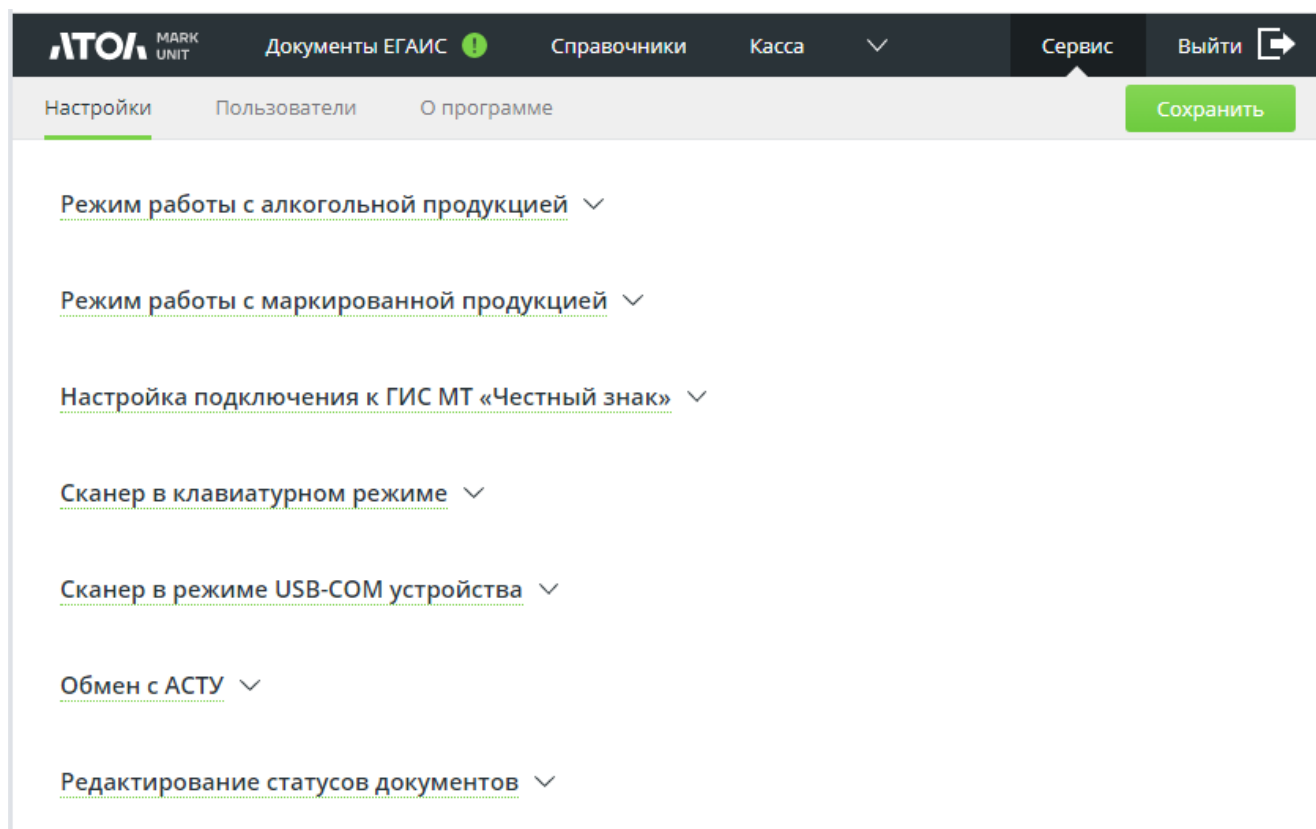 АТОЛ MARK UNIT Документы ЕГАИС ! Справочники Касса Сервис Выйти
Настройки Пользователи О программе Сохранить
Режим работы с алкогольной продукцией
Режим работы с маркированной продукцией
Настройка подключения к ГИС МТ «Честный знак»
Сканер в клавиатурном режиме
Сканер в режиме USB-COM устройства
Обмен с АСТУ
Редактирование статусов документов